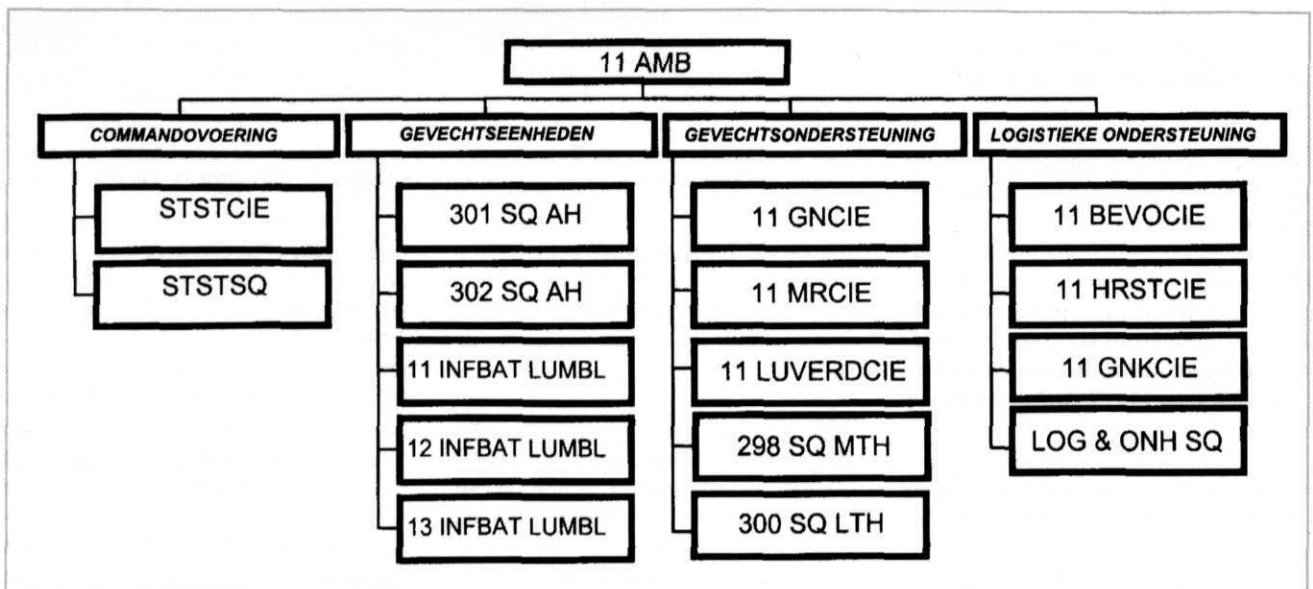 11 AMB
COMMANDOVOERING
STSTCIE
STSTSQ
GEVECHTSEENHEDEN
301 SQ AH
302 SQ AH
11 INFBAT LUMBL
12 INFBAT LUMBL
13 INFBAT LUMBL
GEVECHTSONDERSTEUNING
11 GNCIE
11 MRCIE
11 LUVERDCIE
298 SQ MTH
300 SQ LTH
LOGISTIEKE ONDERSTEUNING
11 BEVOCIE
11 HRSTCIE
11 GNKCIE
LOG & ONH SQ